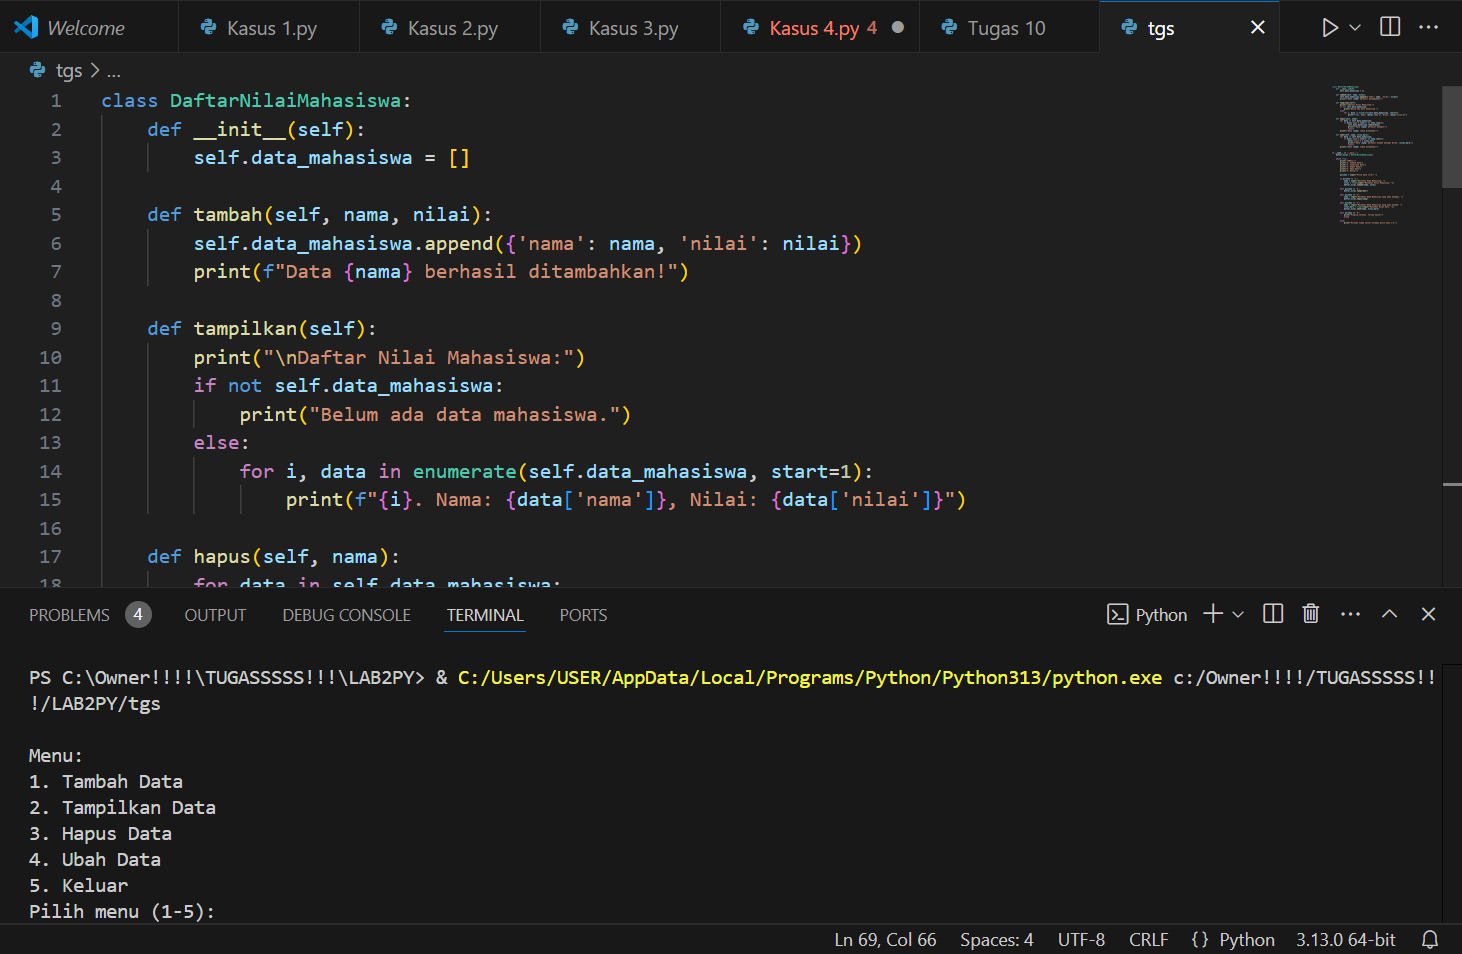 Welcome
Kasus 1.py
Kasus 2.py
Kasus 3.py
Kasus 4.py 4
Tugas 10
tgs
tgs > ...
1 class DaftarNilaiMahasiswa:
2     def __init__(self):
3         self.data_mahasiswa = []
4
5     def tambah(self, nama, nilai):
6         self.data_mahasiswa.append({'nama': nama, 'nilai': nilai})
7         print(f"Data {nama} berhasil ditambahkan!")
8
9     def tampilkan(self):
10         print("\nDaftar Nilai Mahasiswa:")
11         if not self.data_mahasiswa:
12             print("Belum ada data mahasiswa.")
13         else:
14             for i, data in enumerate(self.data_mahasiswa, start=1):
15                 print(f"{i}. Nama: {data['nama']}, Nilai: {data['nilai']}")
16
17     def hapus(self, nama):
18         for data in self.data_mahasiswa:
PROBLEMS 4 OUTPUT DEBUG CONSOLE TERMINAL PORTS
Python
PS C:\Owner!!!!\TUGASSSSS!!!\LAB2PY> & C:/Users/USER/AppData/Local/Programs/Python/Python313/python.exe c:/Owner!!!!/TUGASSSSS!!
!/LAB2PY/tgs
Menu:
1. Tambah Data
2. Tampilkan Data
3. Hapus Data
4. Ubah Data
5. Keluar
Pilih menu (1-5):
Ln 69, Col 66 Spaces: 4 UTF-8 CRLF {} Python 3.13.0 64-bit